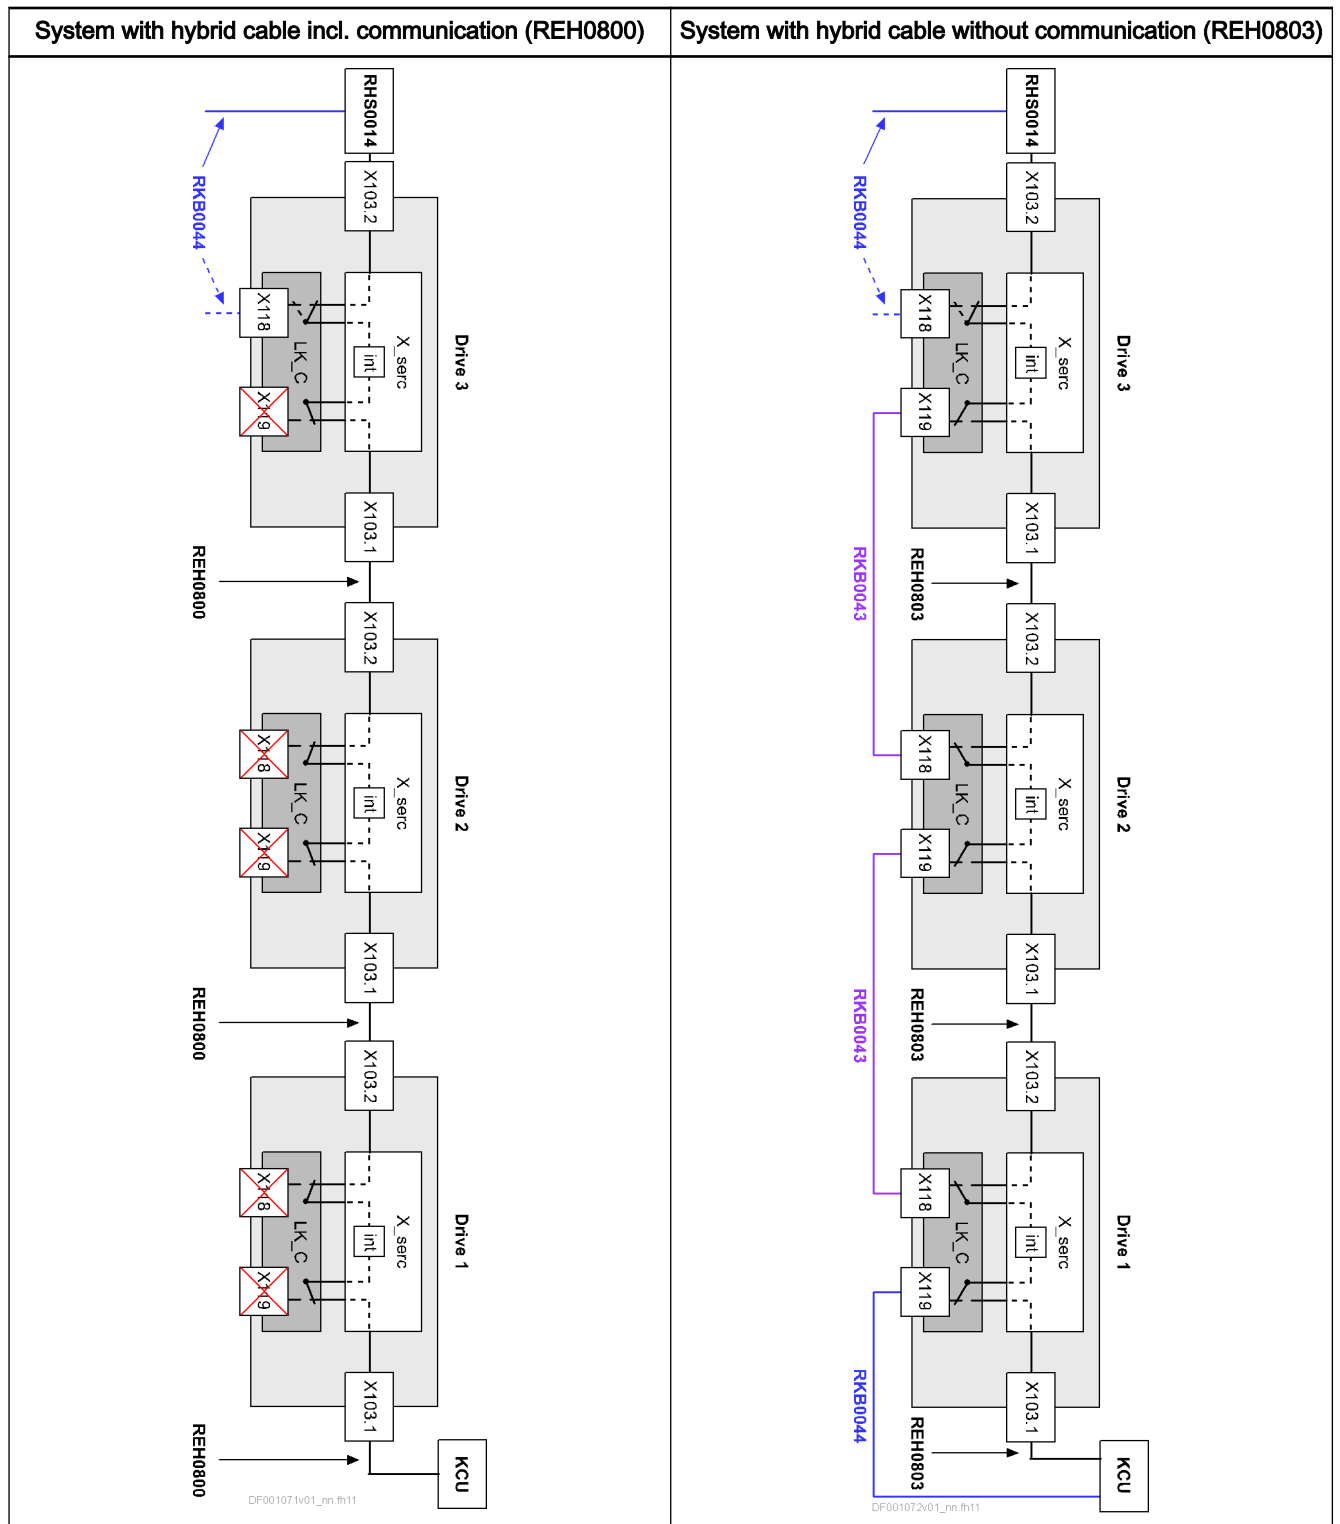 System with hybrid cable incl. communication (REH0800)
RHS0014
X103.2
RKB0044
X118
LK_C
X119
int
X_serc
Drive 3
X103.1
REH0800
X103.2
X118
LK_C
X119
int
X_serc
Drive 2
X103.1
REH0800
X103.2
X118
LK_C
X119
int
X_serc
Drive 1
X103.1
REH0800
KCU
DF001071v01_nn.fh11
System with hybrid cable without communication (REH0803)
RHS0014
X103.2
RKB0044
X118
LK_C
X119
int
X_serc
Drive 3
X103.1
RKB0043
REH0803
X103.2
X118
LK_C
X119
int
X_serc
Drive 2
X103.1
RKB0043
REH0803
X103.2
X118
LK_C
X119
int
X_serc
Drive 1
X103.1
RKB0044
REH0803
KCU
DF001072v01_nn.fh11